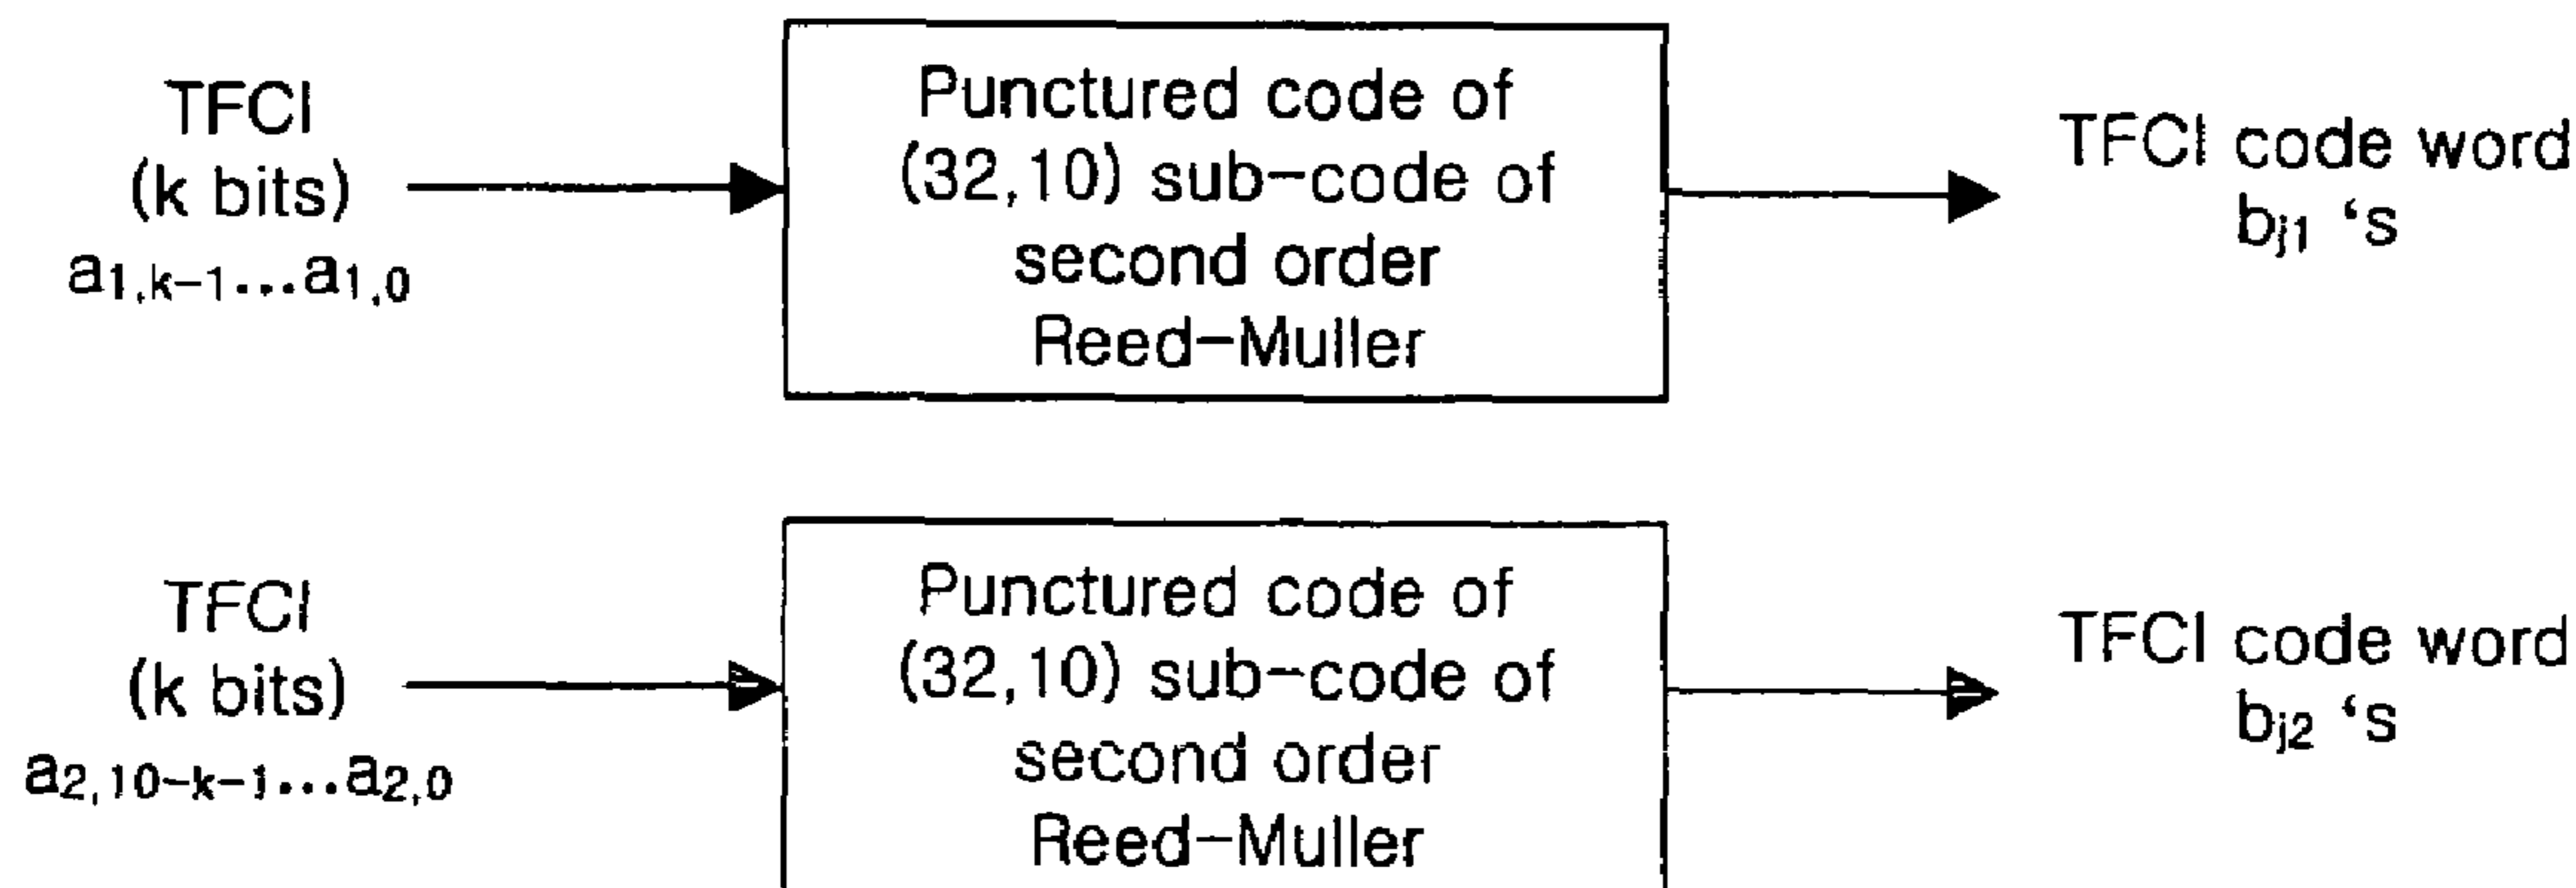 TFCI
(k bits)
a1,k-1...a1,0
Punctured code of
(32,10) sub-code of
second order
Reed-Muller
TFCI code word
bj1 ‘s
TFCI
(k bits)
a2,10-k-1...a2,0
Punctured code of
(32,10) sub-code of
second order
Reed-Muller
TFCI code word
bj2 ‘s